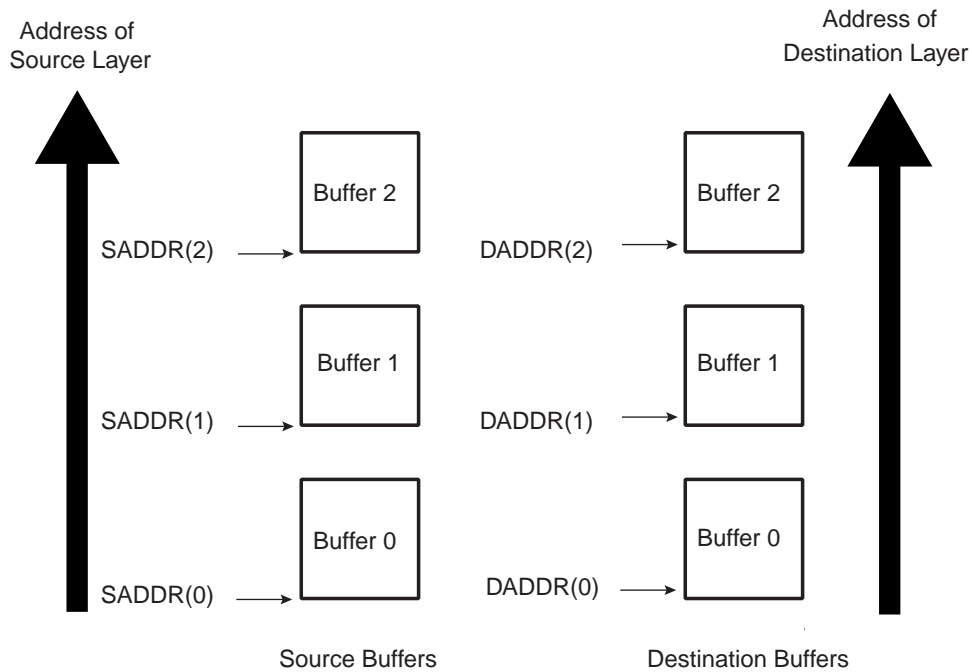 Address of
Source Layer
Address of
Destination Layer
Buffer 2
Buffer 2
SADDR(2)
DADDR(2)
Buffer 1
Buffer 1
SADDR(1)
DADDR(1)
Buffer 0
Buffer 0
SADDR(0)
DADDR(0)
Source Buffers
Destination Buffers